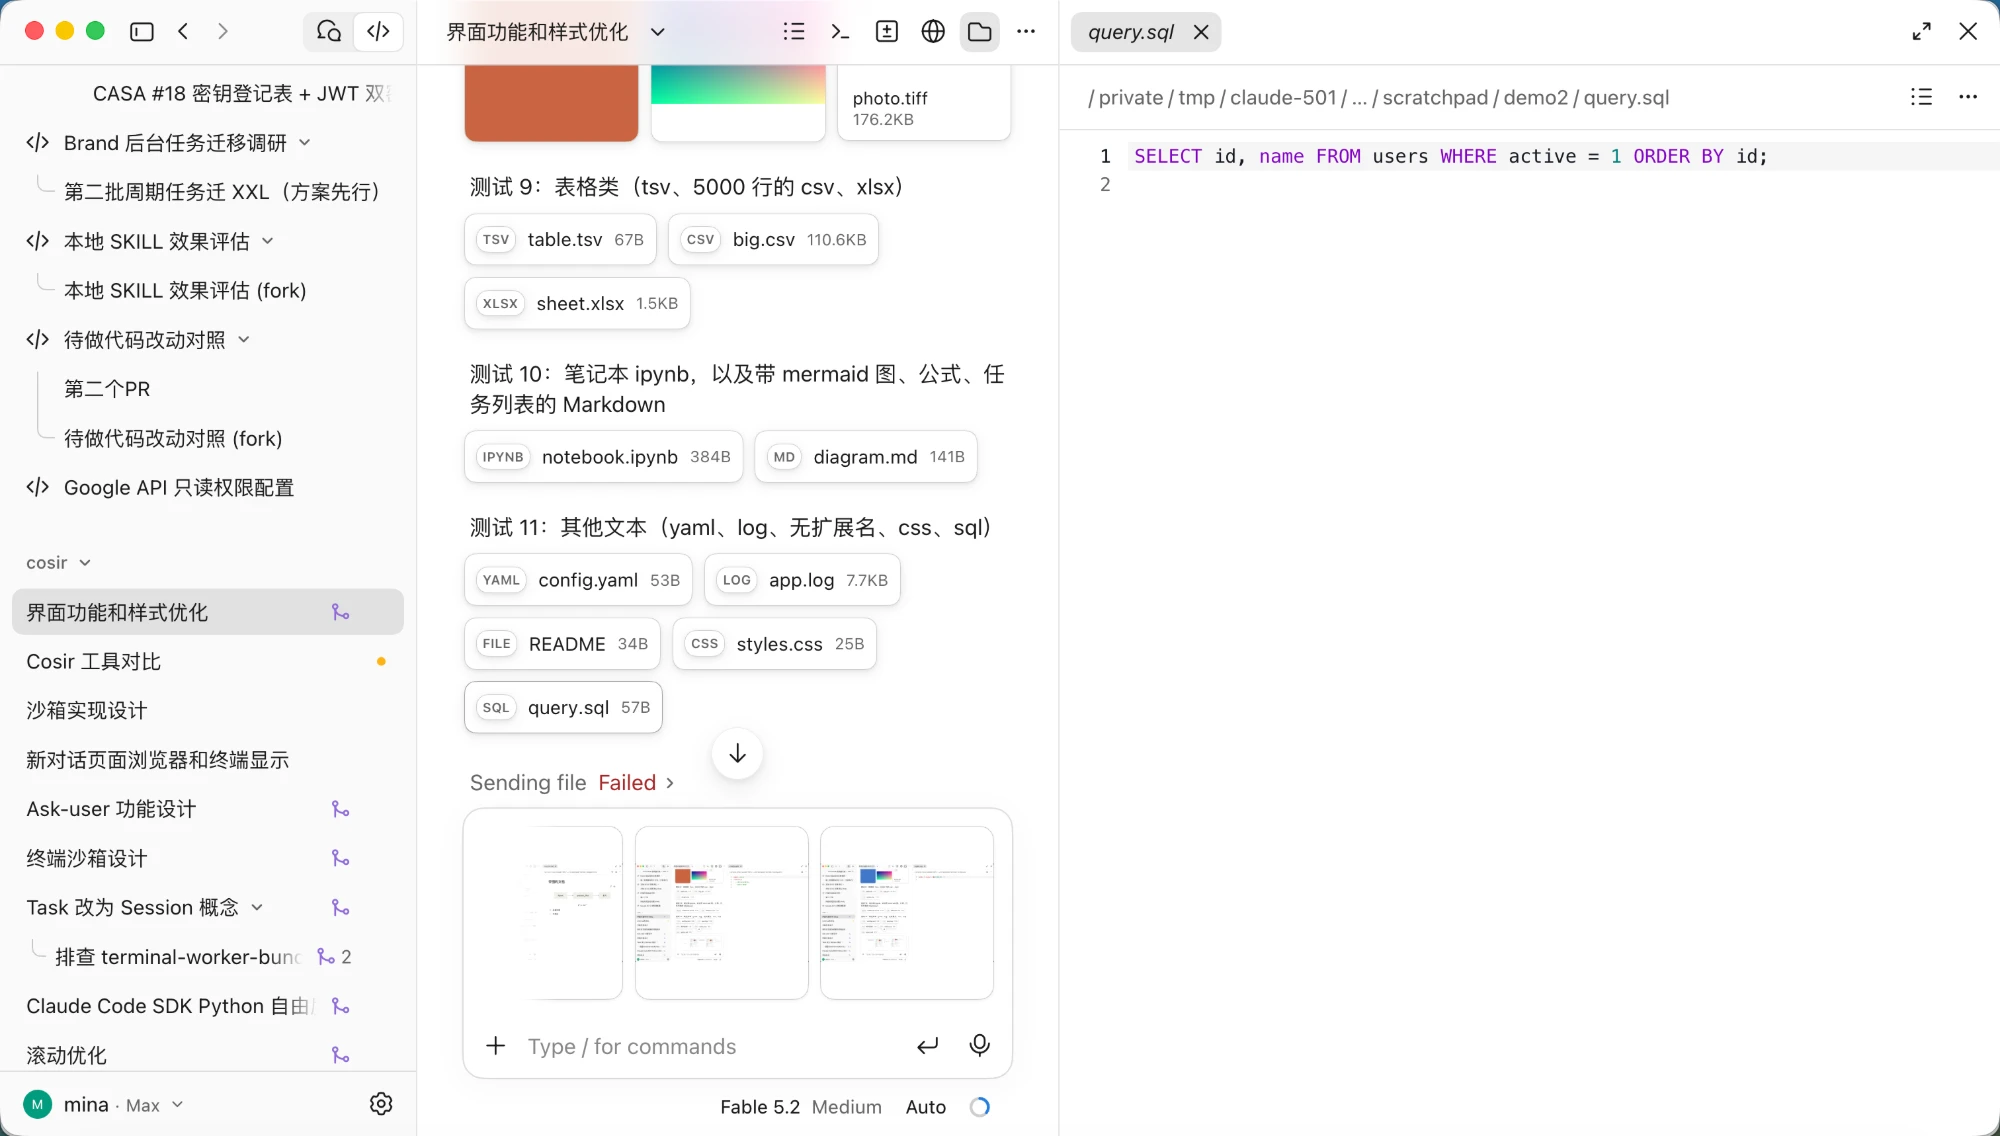 CASA #18 密钥登记表 + JWT 双
Brand 后台任务迁移调研
第二批周期任务迁 XXL（方案先行）
本地 SKILL 效果评估
本地 SKILL 效果评估 (fork)
待做代码改动对照
第二个PR
待做代码改动对照 (fork)
Google API 只读权限配置
cosir
界面功能和样式优化
Cosir 工具对比
沙箱实现设计
新对话页面浏览器和终端显示
Ask-user 功能设计
终端沙箱设计
Task 改为 Session 概念
排查 terminal-worker-bund 2
Claude Code SDK Python 自由
滚动优化
M mina · Max
界面功能和样式优化
photo.tiff
176.2KB
测试 9：表格类（tsv、5000 行的 csv、xlsx）
TSV table.tsv 67B CSV big.csv 110.6KB
XLSX sheet.xlsx 1.5KB
测试 10：笔记本 ipynb，以及带 mermaid 图、公式、任
务列表的 Markdown
IPYNB notebook.ipynb 384B MD diagram.md 141B
测试 11：其他文本（yaml、log、无扩展名、css、sql）
YAML config.yaml 53B LOG app.log 7.7KB
FILE README 34B CSS styles.css 25B
SQL query.sql 57B
Sending file Failed
Type / for commands
Fable 5.2 Medium Auto
query.sql
/ private / tmp / claude-501 / ... / scratchpad / demo2 / query.sql
1 SELECT id, name FROM users WHERE active = 1 ORDER BY id;
2